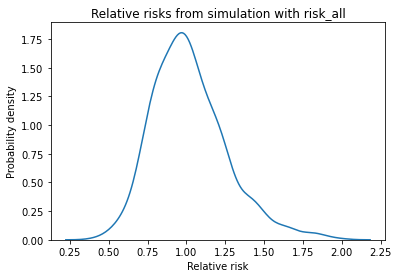 Relative risks from simulation with risk_all
Probability density
1.75
1.50
1.25
1.00
0.75
0.50
0.25
0.00
0.25 0.50 0.75 1.00 1.25 1.50 1.75 2.00 2.25
Relative risk